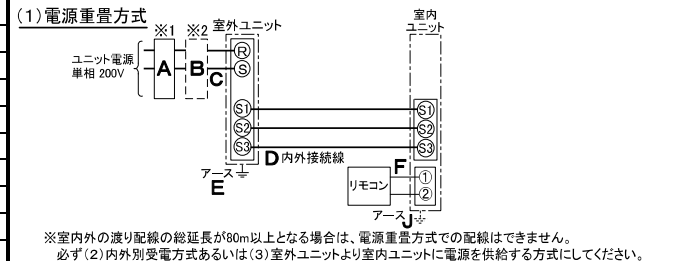 (1)電源重畳方式
※1 ※2 室外ユニット 室内ユニット
ユニット電源
単相 200V
A B C
R
S
S1 S1
S2 S2
S3 S3
D 内外接続線
アース
E
リモコン F ① ②
アース J
※室内外の渡り配線の総延長が80m以上となる場合は、電源重畳方式での配線はできません。
必ず(2)内外別受電方式あるいは(3)室外ユニットより室内ユニットに電源を供給する方式にしてください。